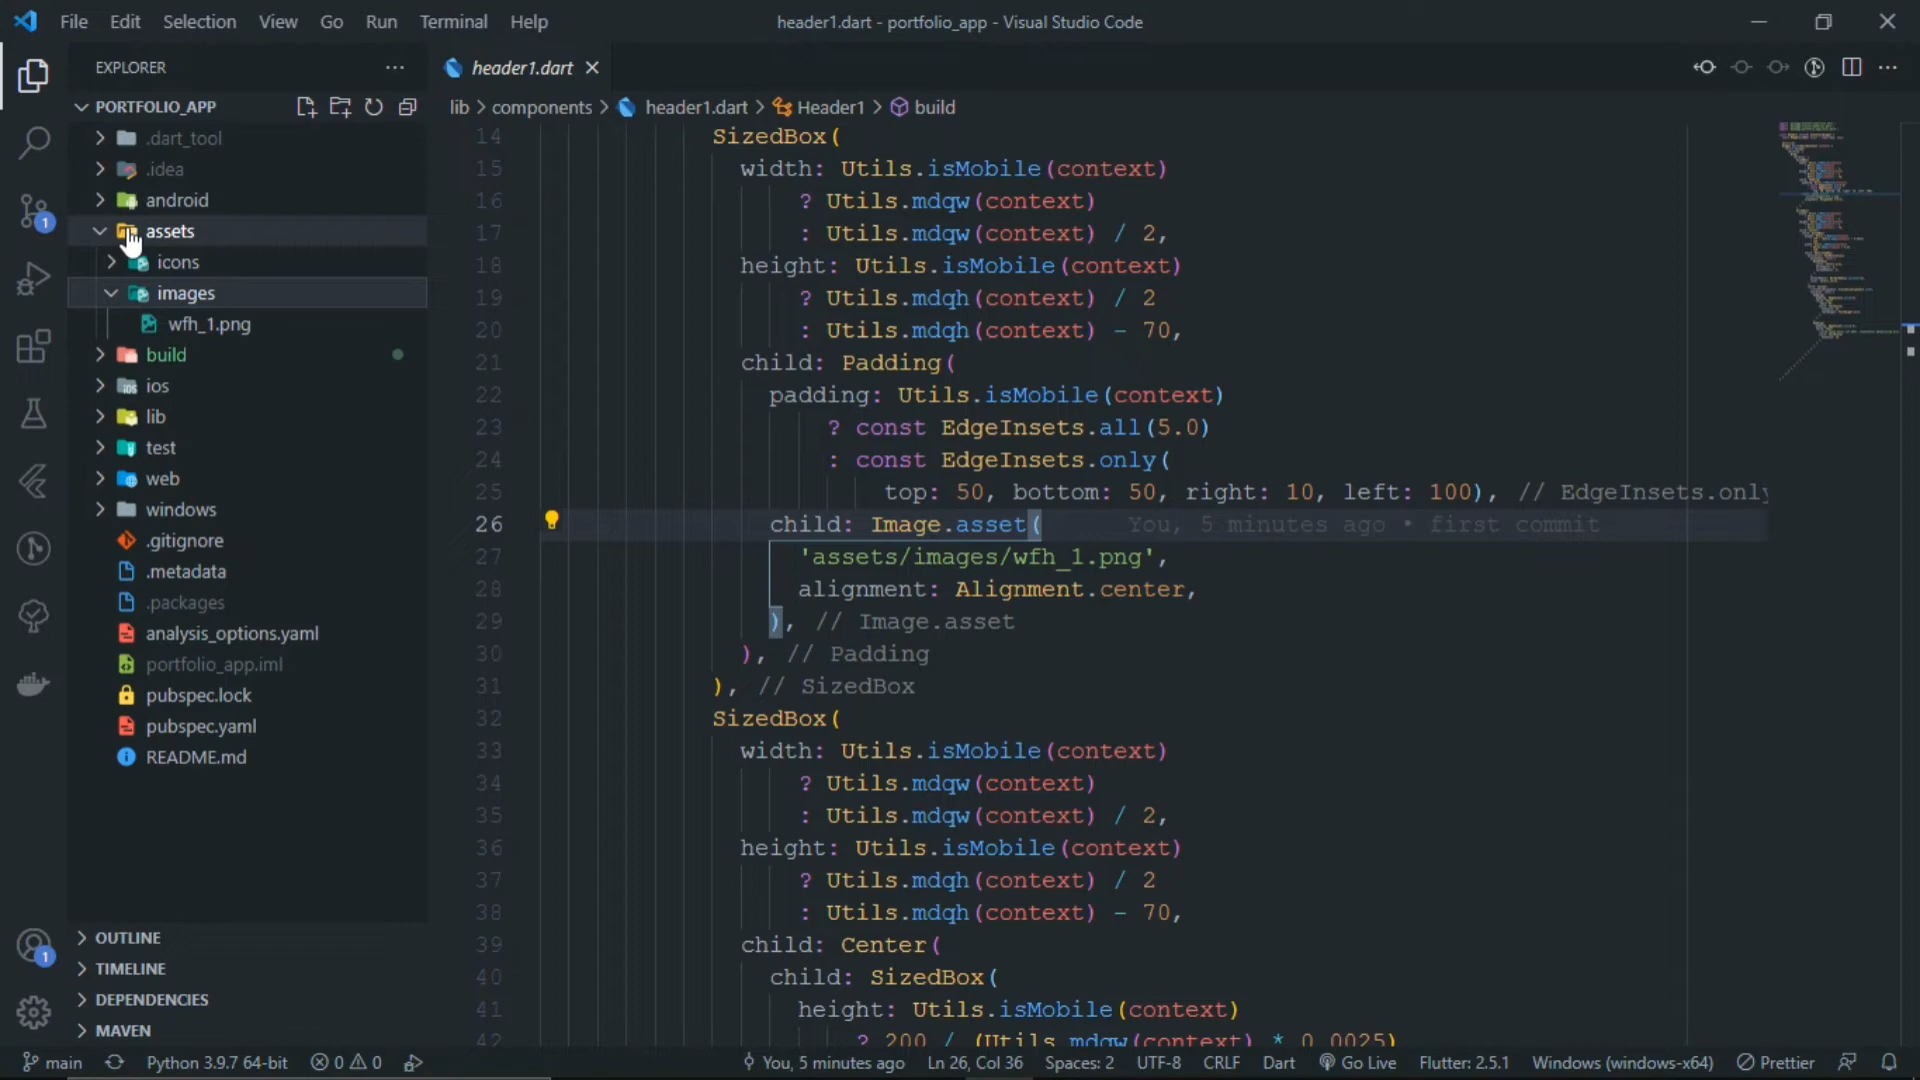 File Edit Selection View Go Run Terminal Help
header1.dart - portfolio_app - Visual Studio Code
EXPLORER
PORTFOLIO_APP
.dart_tool
.idea
android
assets
icons
images
wfh_1.png
build
ios
lib
test
web
windows
.gitignore
.metadata
.packages
analysis_options.yaml
portfolio_app.iml
pubspec.lock
pubspec.yaml
README.md
OUTLINE
TIMELINE
DEPENDENCIES
MAVEN
1
1
header1.dart
lib > components > header1.dart > Header1 > build
14 SizedBox(
15 width: Utils.isMobile(context)
16 ? Utils.mdqw(context)
17 : Utils.mdqw(context) / 2,
18 height: Utils.isMobile(context)
19 ? Utils.mdqh(context) / 2
20 : Utils.mdqh(context) - 70,
21 child: Padding(
22 padding: Utils.isMobile(context)
23 ? const EdgeInsets.all(5.0)
24 : const EdgeInsets.only(
25 top: 50, bottom: 50, right: 10, left: 100), // EdgeInsets.only
26 child: Image.asset( You, 5 minutes ago • first commit
27 'assets/images/wfh_1.png',
28 alignment: Alignment.center,
29 ), // Image.asset
30 ), // Padding
31 ), // SizedBox
32 SizedBox(
33 width: Utils.isMobile(context)
34 ? Utils.mdqw(context)
35 : Utils.mdqw(context) / 2,
36 height: Utils.isMobile(context)
37 ? Utils.mdqh(context) / 2
38 : Utils.mdqh(context) - 70,
39 child: Center(
40 child: SizedBox(
41 height: Utils.isMobile(context)
42 ? 200 / (Utils.mdqw(context) * 0.0025)
main Python 3.9.7 64-bit 0 0 You, 5 minutes ago Ln 26, Col 36 Spaces: 2 UTF-8 CRLF Dart Go Live Flutter: 2.5.1 Windows (windows-x64) Prettier